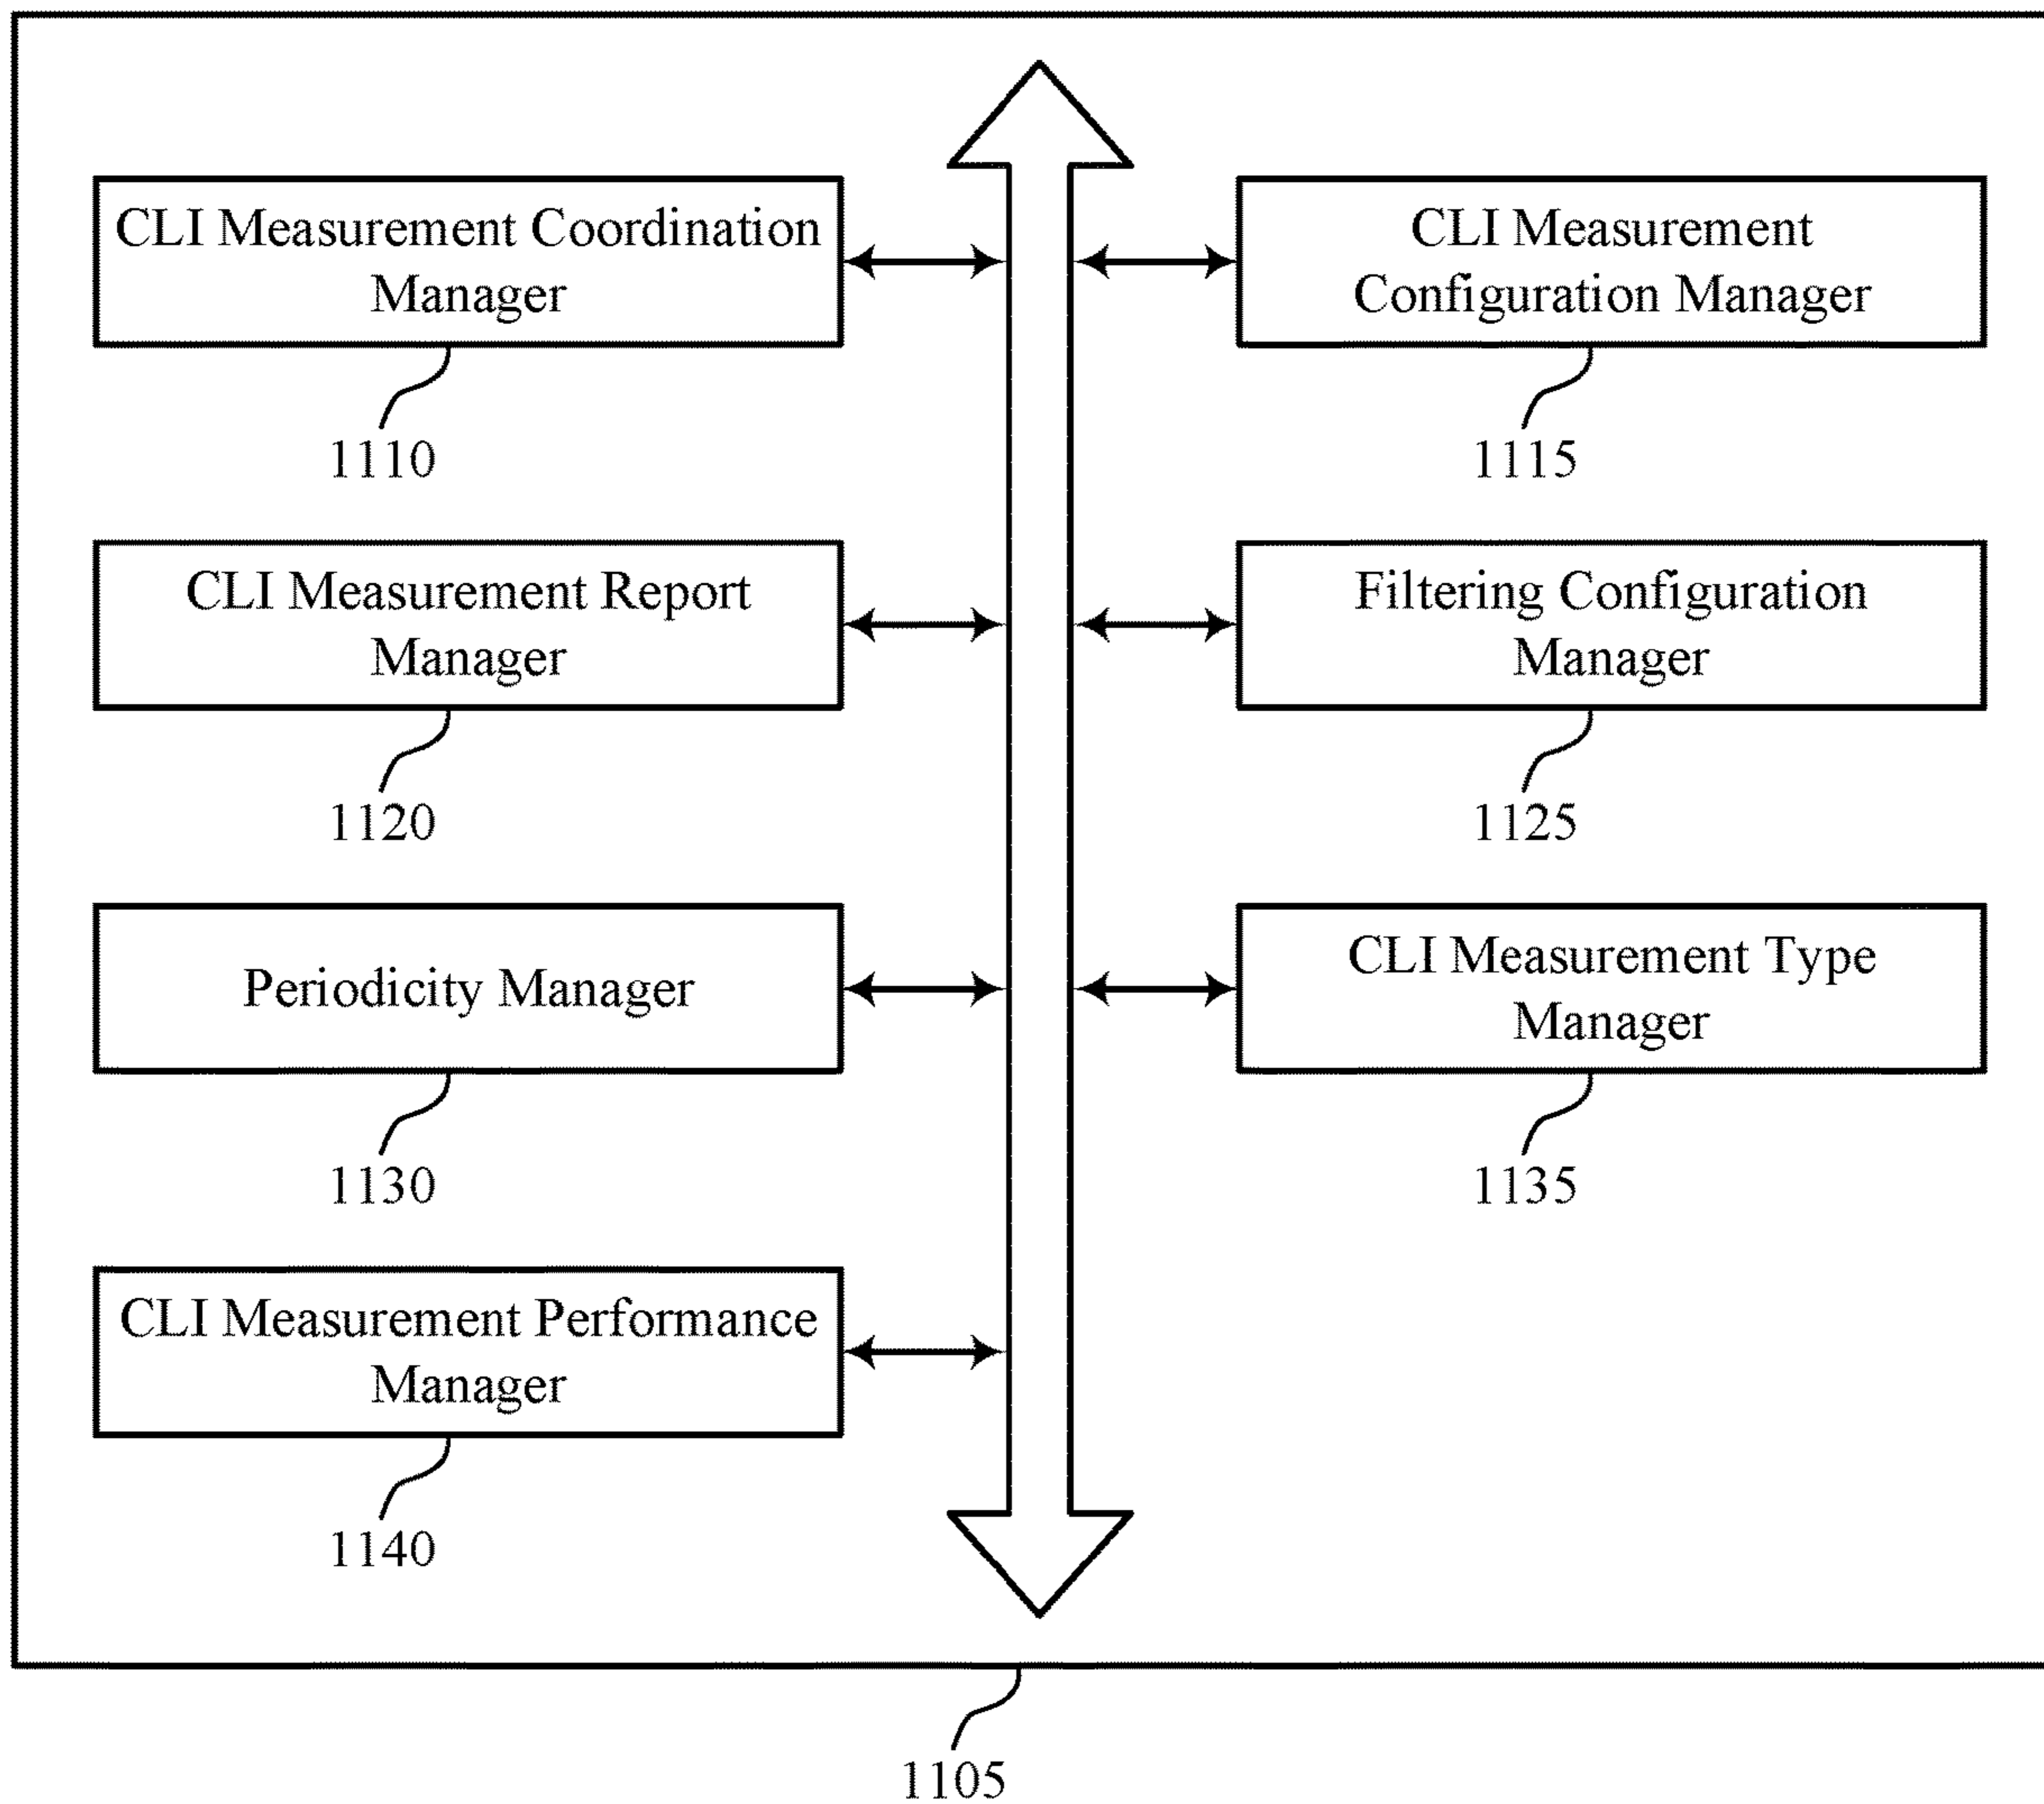 CLI Measurement Coordination
Manager
1110
CLI Measurement
Configuration Manager
1115
CLI Measurement Report
Manager
1120
Filtering Configuration
Manager
1125
Periodicity Manager
1130
CLI Measurement Type
Manager
1135
CLI Measurement Performance
Manager
1140
1105